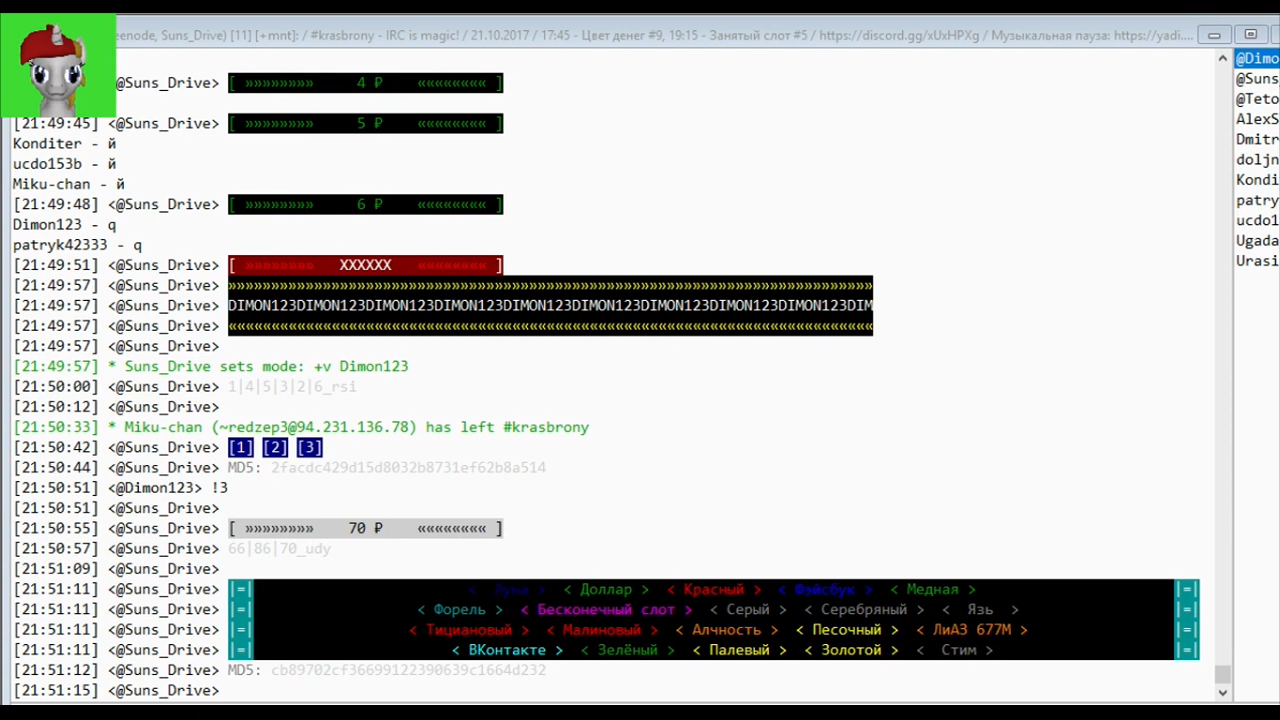 eenode, Suns_Drive) [11] [+mnt] / #krasbrony - IRC is magic! / 21.10.2017 / 17:45 - Цвет денег #9, 19:15 - Занятый слот #5 / https://discord.gg/xUxHPXg / Музыкальная пауза: https://yadi...
<@Suns_Drive> [ »»»»»»»» 4 ₽ «««««««« ]
[21:49:45] <@Suns_Drive> [ »»»»»»»» 5 ₽ «««««««« ]
Konditer - й
ucdo153b - й
Miku-chan - й
[21:49:48] <@Suns_Drive> [ »»»»»»»» 6 ₽ «««««««« ]
Dimon123 - q
patryk42333 - q
[21:49:51] <@Suns_Drive> [ »»»»»»»» XXXXXX «««««««« ]
[21:49:57] <@Suns_Drive> »»»»»»»»»»»»»»»»»»»»»»»»»»»»»»»»»»»»»»»»»»»»»»»»»»»»»»»»»»»»»»»»»»»»»»»»»»»
[21:49:57] <@Suns_Drive> DIMON123DIMON123DIMON123DIMON123DIMON123DIMON123DIMON123DIMON123DIMON123DIM
[21:49:57] <@Suns_Drive> «««««««««««««««««««««««««««««««««««««««««««««««««««««««««««««««««««««««««««
[21:49:57] <@Suns_Drive>
[21:49:57] * Suns_Drive sets mode: +v Dimon123
[21:50:00] <@Suns_Drive> 1|4|5|3|2|6_rsi
[21:50:12] <@Suns_Drive>
[21:50:33] * Miku-chan (~redzep3@94.231.136.78) has left #krasbrony
[21:50:42] <@Suns_Drive> [1] [2] [3]
[21:50:44] <@Suns_Drive> MD5: 2facdc429d15d8032b8731ef62b8a514
[21:50:51] <@Dimon123> !3
[21:50:51] <@Suns_Drive>
[21:50:55] <@Suns_Drive> [ »»»»»»»» 70 ₽ «««««««« ]
[21:50:57] <@Suns_Drive> 66|86|70_udy
[21:51:09] <@Suns_Drive>
[21:51:11] <@Suns_Drive> |=| < Луна > < Доллар > < Красный > < Фэйсбук > < Медная > |=|
[21:51:11] <@Suns_Drive> |=| < Форель > < Бесконечный слот > < Серый > < Серебряный > < Язь > |=|
[21:51:11] <@Suns_Drive> |=| < Тициановый > < Малиновый > < Алчность > < Песочный > < ЛиАЗ 677М > |=|
[21:51:11] <@Suns_Drive> |=| < ВКонтакте > < Зелёный > < Палевый > < Золотой > < Стим > |=|
[21:51:12] <@Suns_Drive> MD5: cb89702cf36699122390639c1664d232
[21:51:15] <@Suns_Drive>
@Dimo
@Suns
@Teto
AlexS
Dmitr
doljn
Kondi
patry
ucdo1
Ugada
Urasi